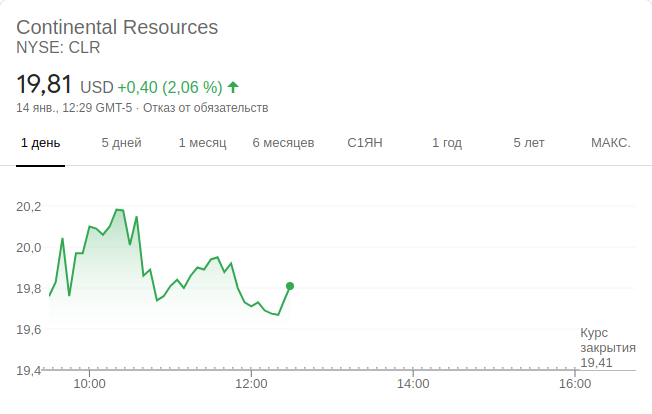 Continental Resources
NYSE: CLR
19,81 USD +0,40 (2,06 %)
14 янв., 12:29 GMT-5 · Отказ от обязательств
1 день 5 дней 1 месяц 6 месяцев С1ЯН 1 год 5 лет МАКС.
20,2
20,0
19,8
19,6
19,4
Курс
закрытия
19,41
10:00 12:00 14:00 16:00